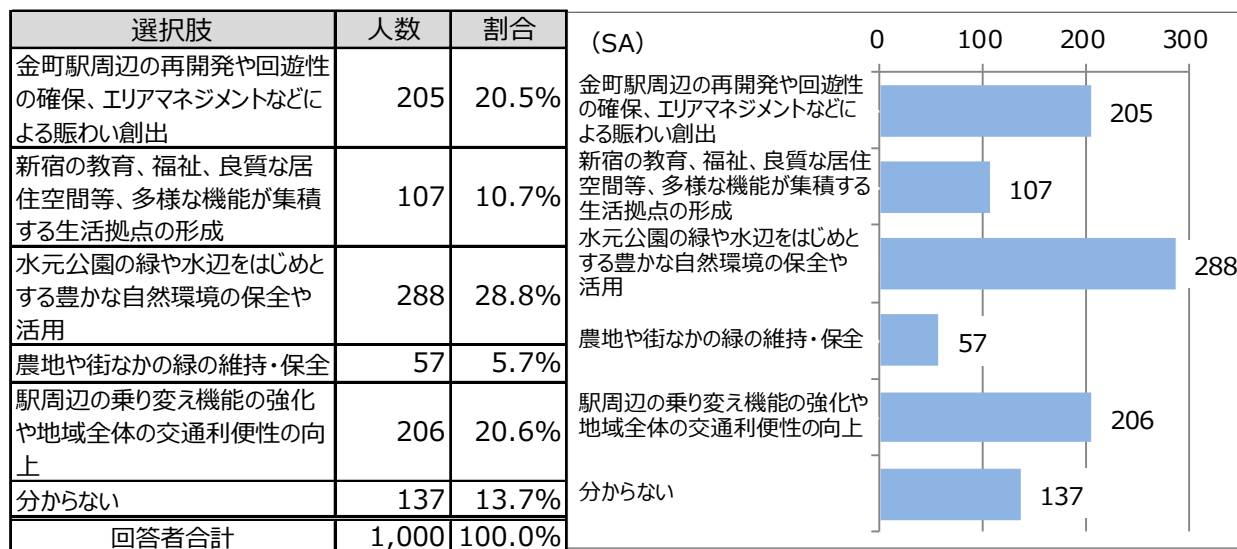 選択肢 人数 割合
金町駅周辺の再開発や回遊性
の確保、エリアマネジメントなどに
よる賑わい創出
205 20.5%
新宿の教育、福祉、良質な居
住空間等、多様な機能が集積
する生活拠点の形成
107 10.7%
水元公園の緑や水辺をはじめと
する豊かな自然環境の保全や
活用
288 28.8%
農地や街なかの緑の維持・保全 57 5.7%
駅周辺の乗り変え機能の強化
や地域全体の交通利便性の向
上
206 20.6%
分からない 137 13.7%
回答者合計 1,000 100.0%
（SA）
0 100 200 300
金町駅周辺の再開発や回遊性
の確保、エリアマネジメントなどに
よる賑わい創出
205
新宿の教育、福祉、良質な居住
空間等、多様な機能が集積する
生活拠点の形成
107
水元公園の緑や水辺をはじめと
する豊かな自然環境の保全や
活用
288
農地や街なかの緑の維持・保全
57
駅周辺の乗り変え機能の強化や
地域全体の交通利便性の向上
206
分からない
137